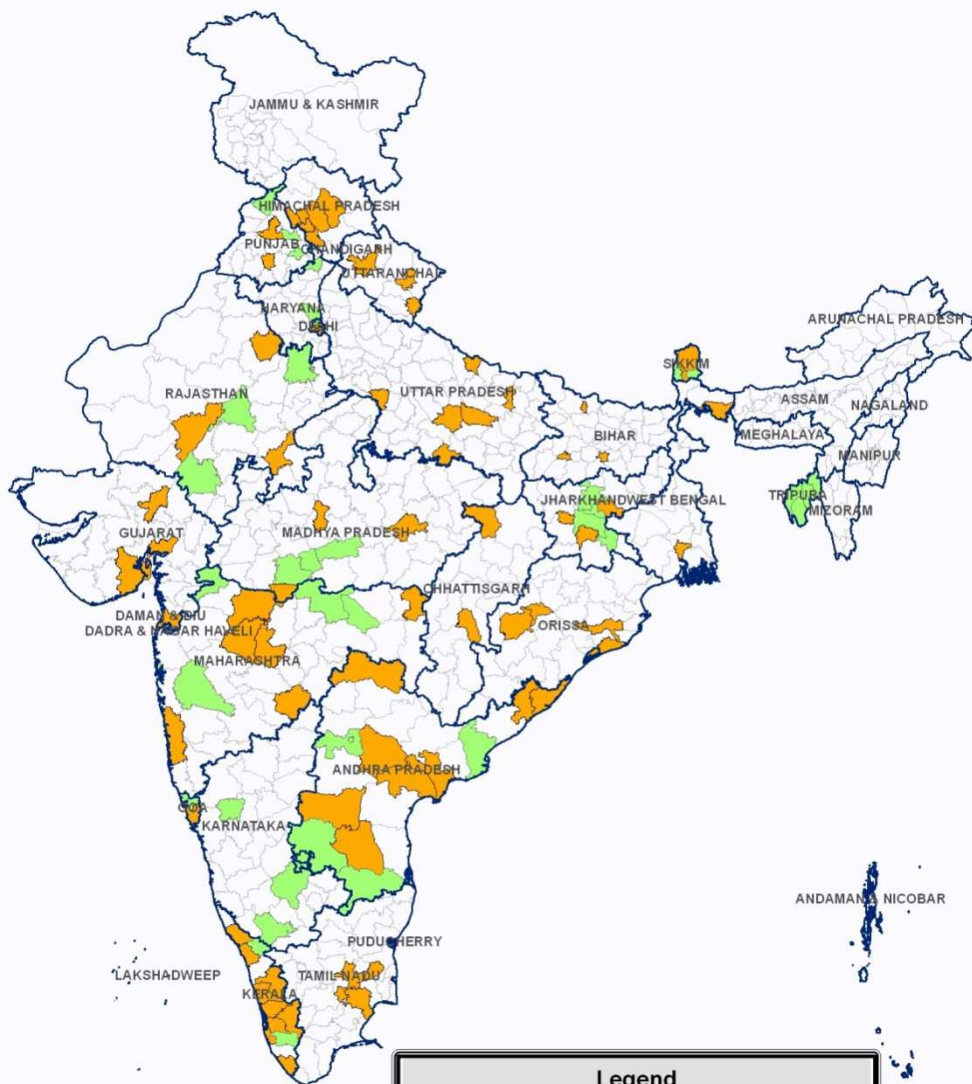 JAMMU & KASHMIR
HIMACHAL PRADESH
PUNJAB
CHANDIGARH
UTTARANCHAL
HARYANA
DELHI
ARUNACHAL PRADESH
RAJASTHAN
UTTAR PRADESH
SIKKIM
ASSAM
NAGALAND
BIHAR
MEGHALAYA
MANIPUR
JHARKHAND
WEST BENGAL
TRIPURA
MIZORAM
GUJARAT
MADHYA PRADESH
CHHATTISGARH
DAMAN & DIU
DADRA & NAGAR HAVELI
ORISSA
MAHARASHTRA
ANDHRA PRADESH
GOA
KARNATAKA
ANDAMAN & NICOBAR
PUDUCHERRY
LAKSHADWEEP
TAMIL NADU
KERALA
Legend